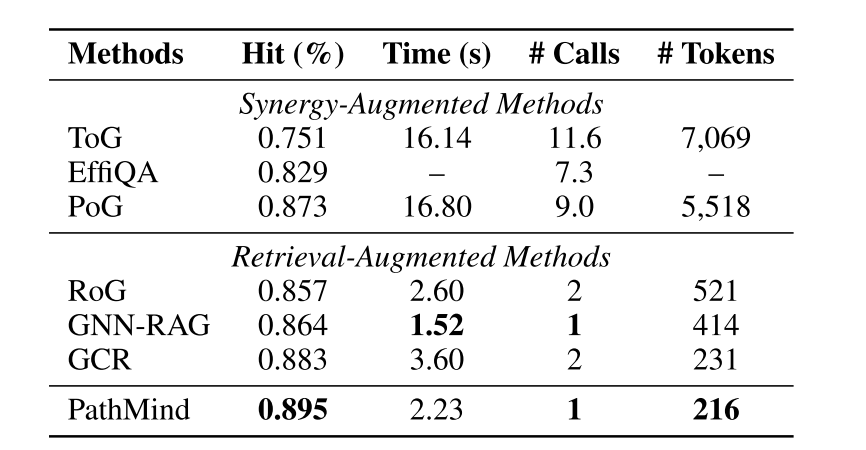 Methods Hit (%) Time (s) # Calls # Tokens
Synergy-Augmented Methods
ToG 0.751 16.14 11.6 7,069
EffiQA 0.829 – 7.3 –
PoG 0.873 16.80 9.0 5,518
Retrieval-Augmented Methods
RoG 0.857 2.60 2 521
GNN-RAG 0.864 1.52 1 414
GCR 0.883 3.60 2 231
PathMind 0.895 2.23 1 216